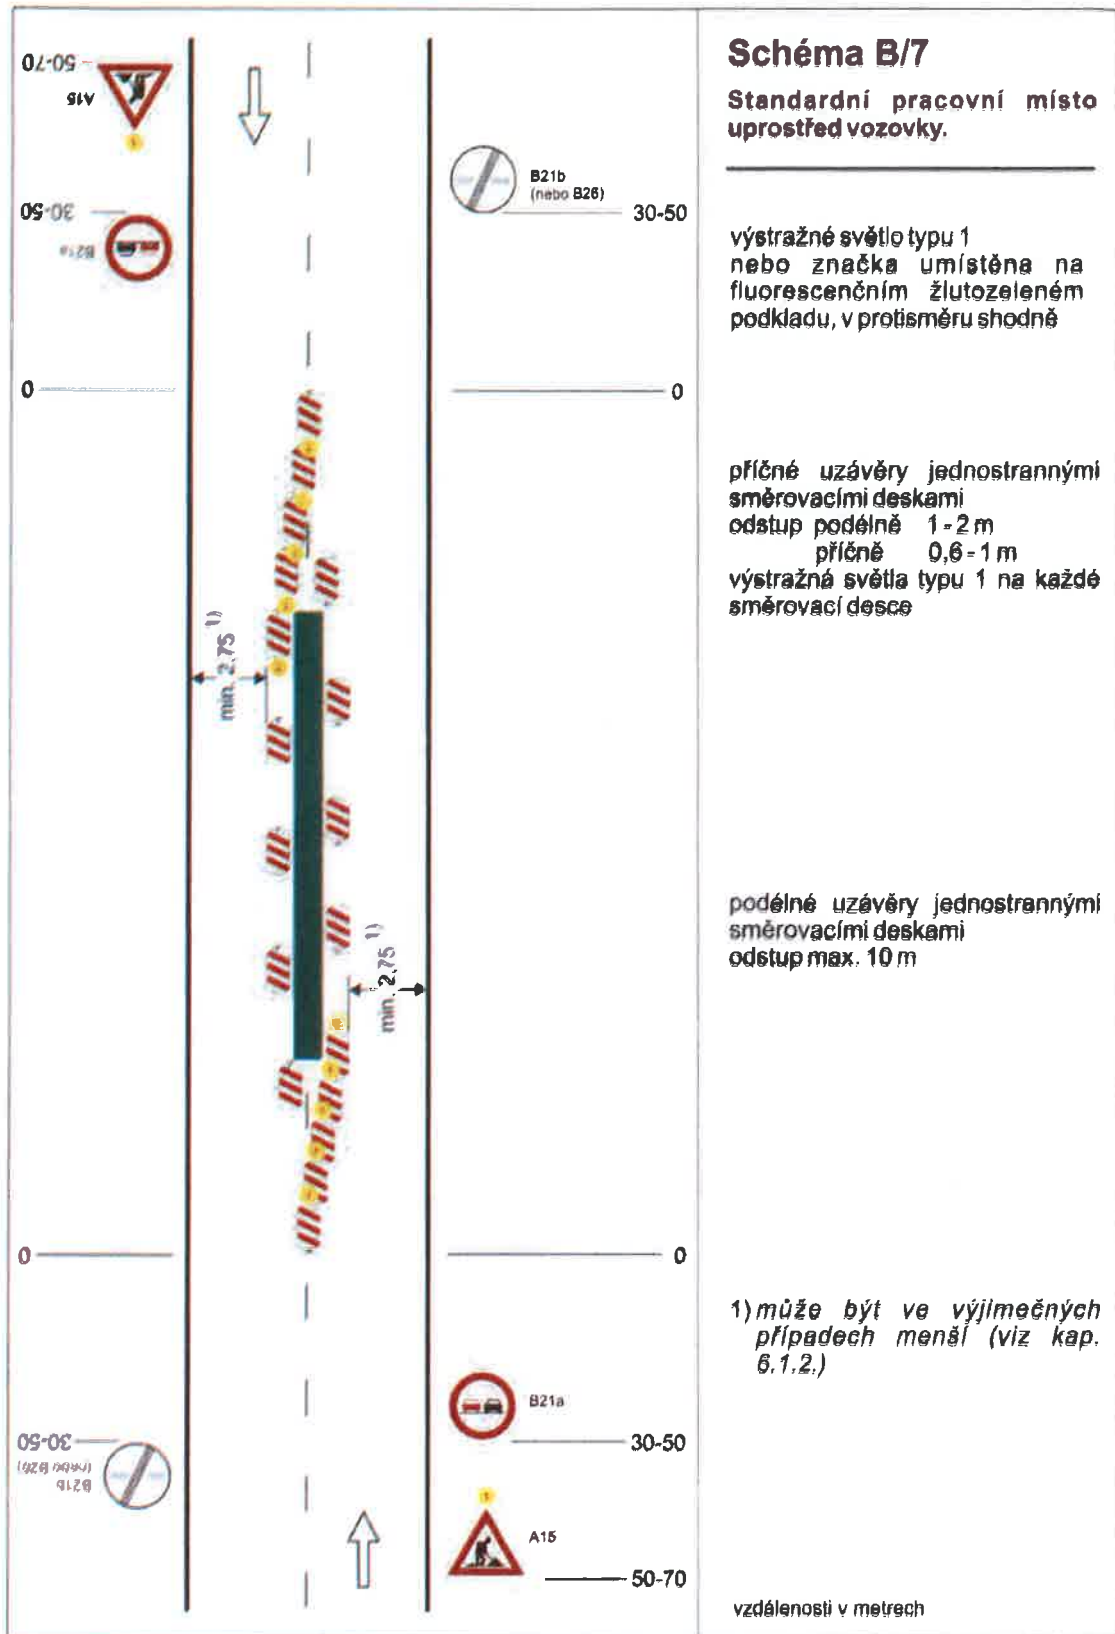 Schéma B/7
Standardní pracovní místo
uprostřed vozovky.
výstražné světlo typu 1
nebo značka umístěna na
fluorescenčním žlutozeleném
podkladu, v protisměru shodně
příčné uzávěry jednostrannými
směrovacími deskami
odstup podélně 1-2 m
příčně 0,6-1 m
výstražná světla typu 1 na každé
směrovací desce
podélné uzávěry jednostrannými
směrovacími deskami
odstup max. 10 m
1) může být ve výjimečných
případech menší (viz kap.
6.1.2.)
vzdálenosti v metrech
50-70
A15
30-50
B21a
B21b
(nebo B26)
30-50
0
0
min. 2,75 1)
min. 2,75 1)
0
0
B21a
30-50
30-50
(nebo B26)
B21b
A15
50-70